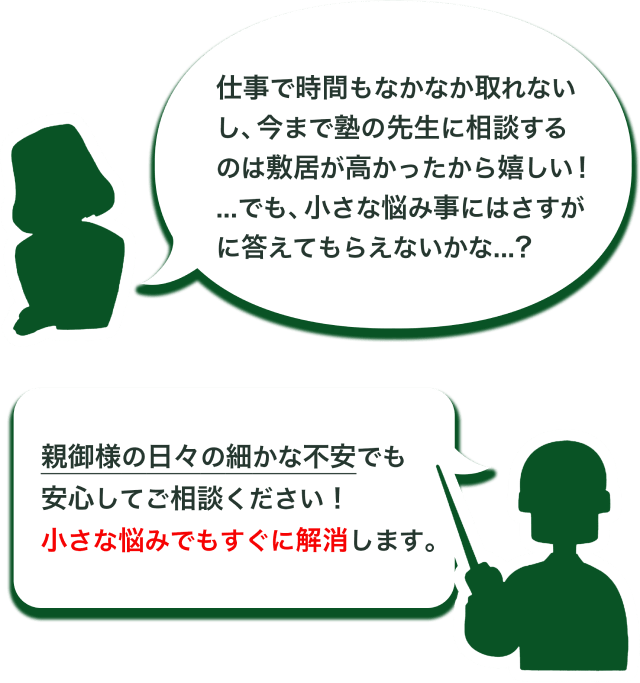 仕事で時間もなかなか取れない
し、今まで塾の先生に相談する
のは敷居が高かったから嬉しい！
…でも、小さな悩み事にはさすが
に答えてもらえないかな…？
親御様の日々の細かな不安でも
安心してご相談ください！
小さな悩みでもすぐに解消します。